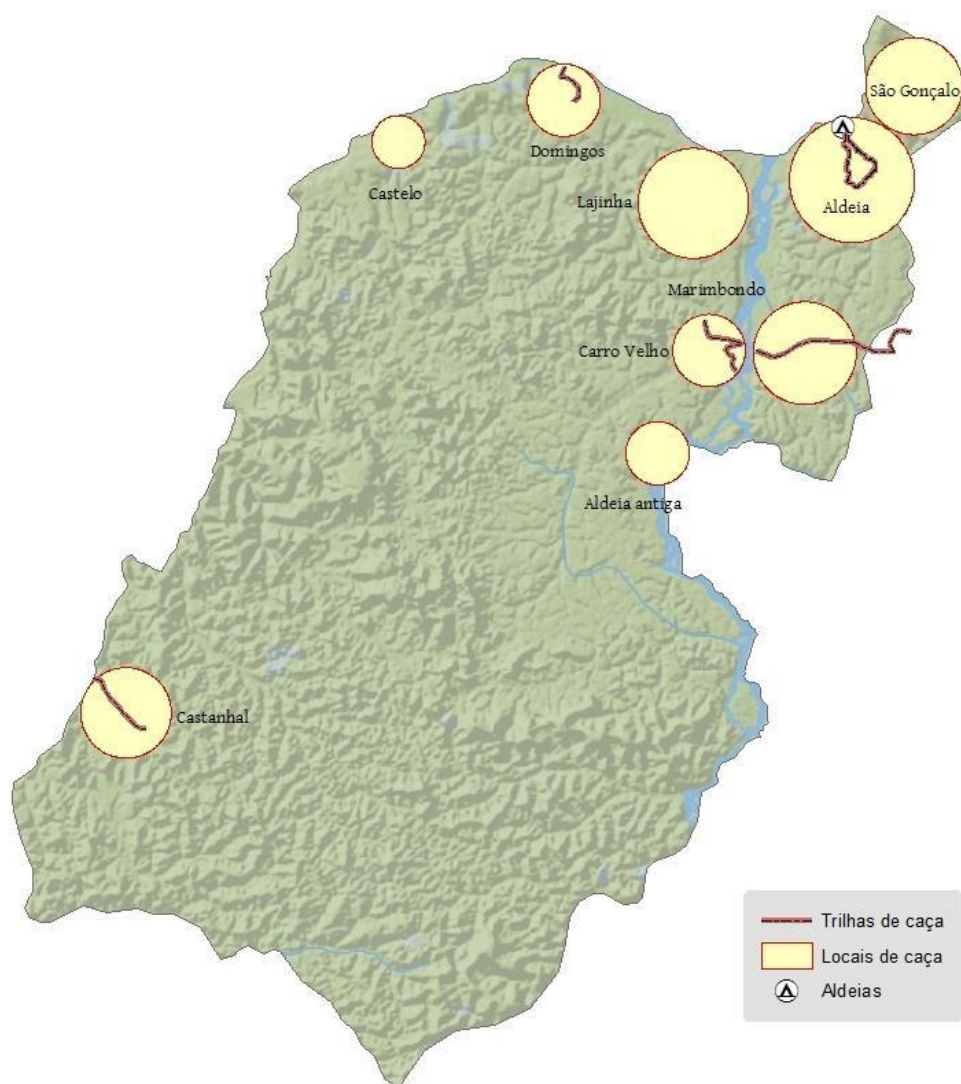 São Gonçalo
Domingos
Castelo
Lajinha
Aldeia
Marimbondo
Carro Velho
Aldeia antiga
Castanhal
Trilhas de caça
Locais de caça
Aldeias